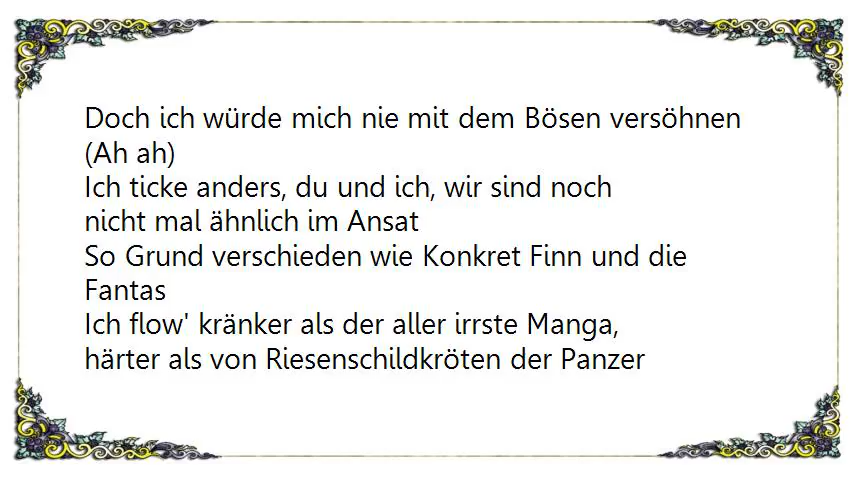 Doch ich würde mich nie mit dem Bösen versöhnen
(Ah ah)
Ich ticke anders, du und ich, wir sind noch
nicht mal ähnlich im Ansat
So Grund verschieden wie Konkret Finn und die
Fantas
Ich flow' kränker als der aller irrste Manga,
härter als von Riesenschildkröten der Panzer